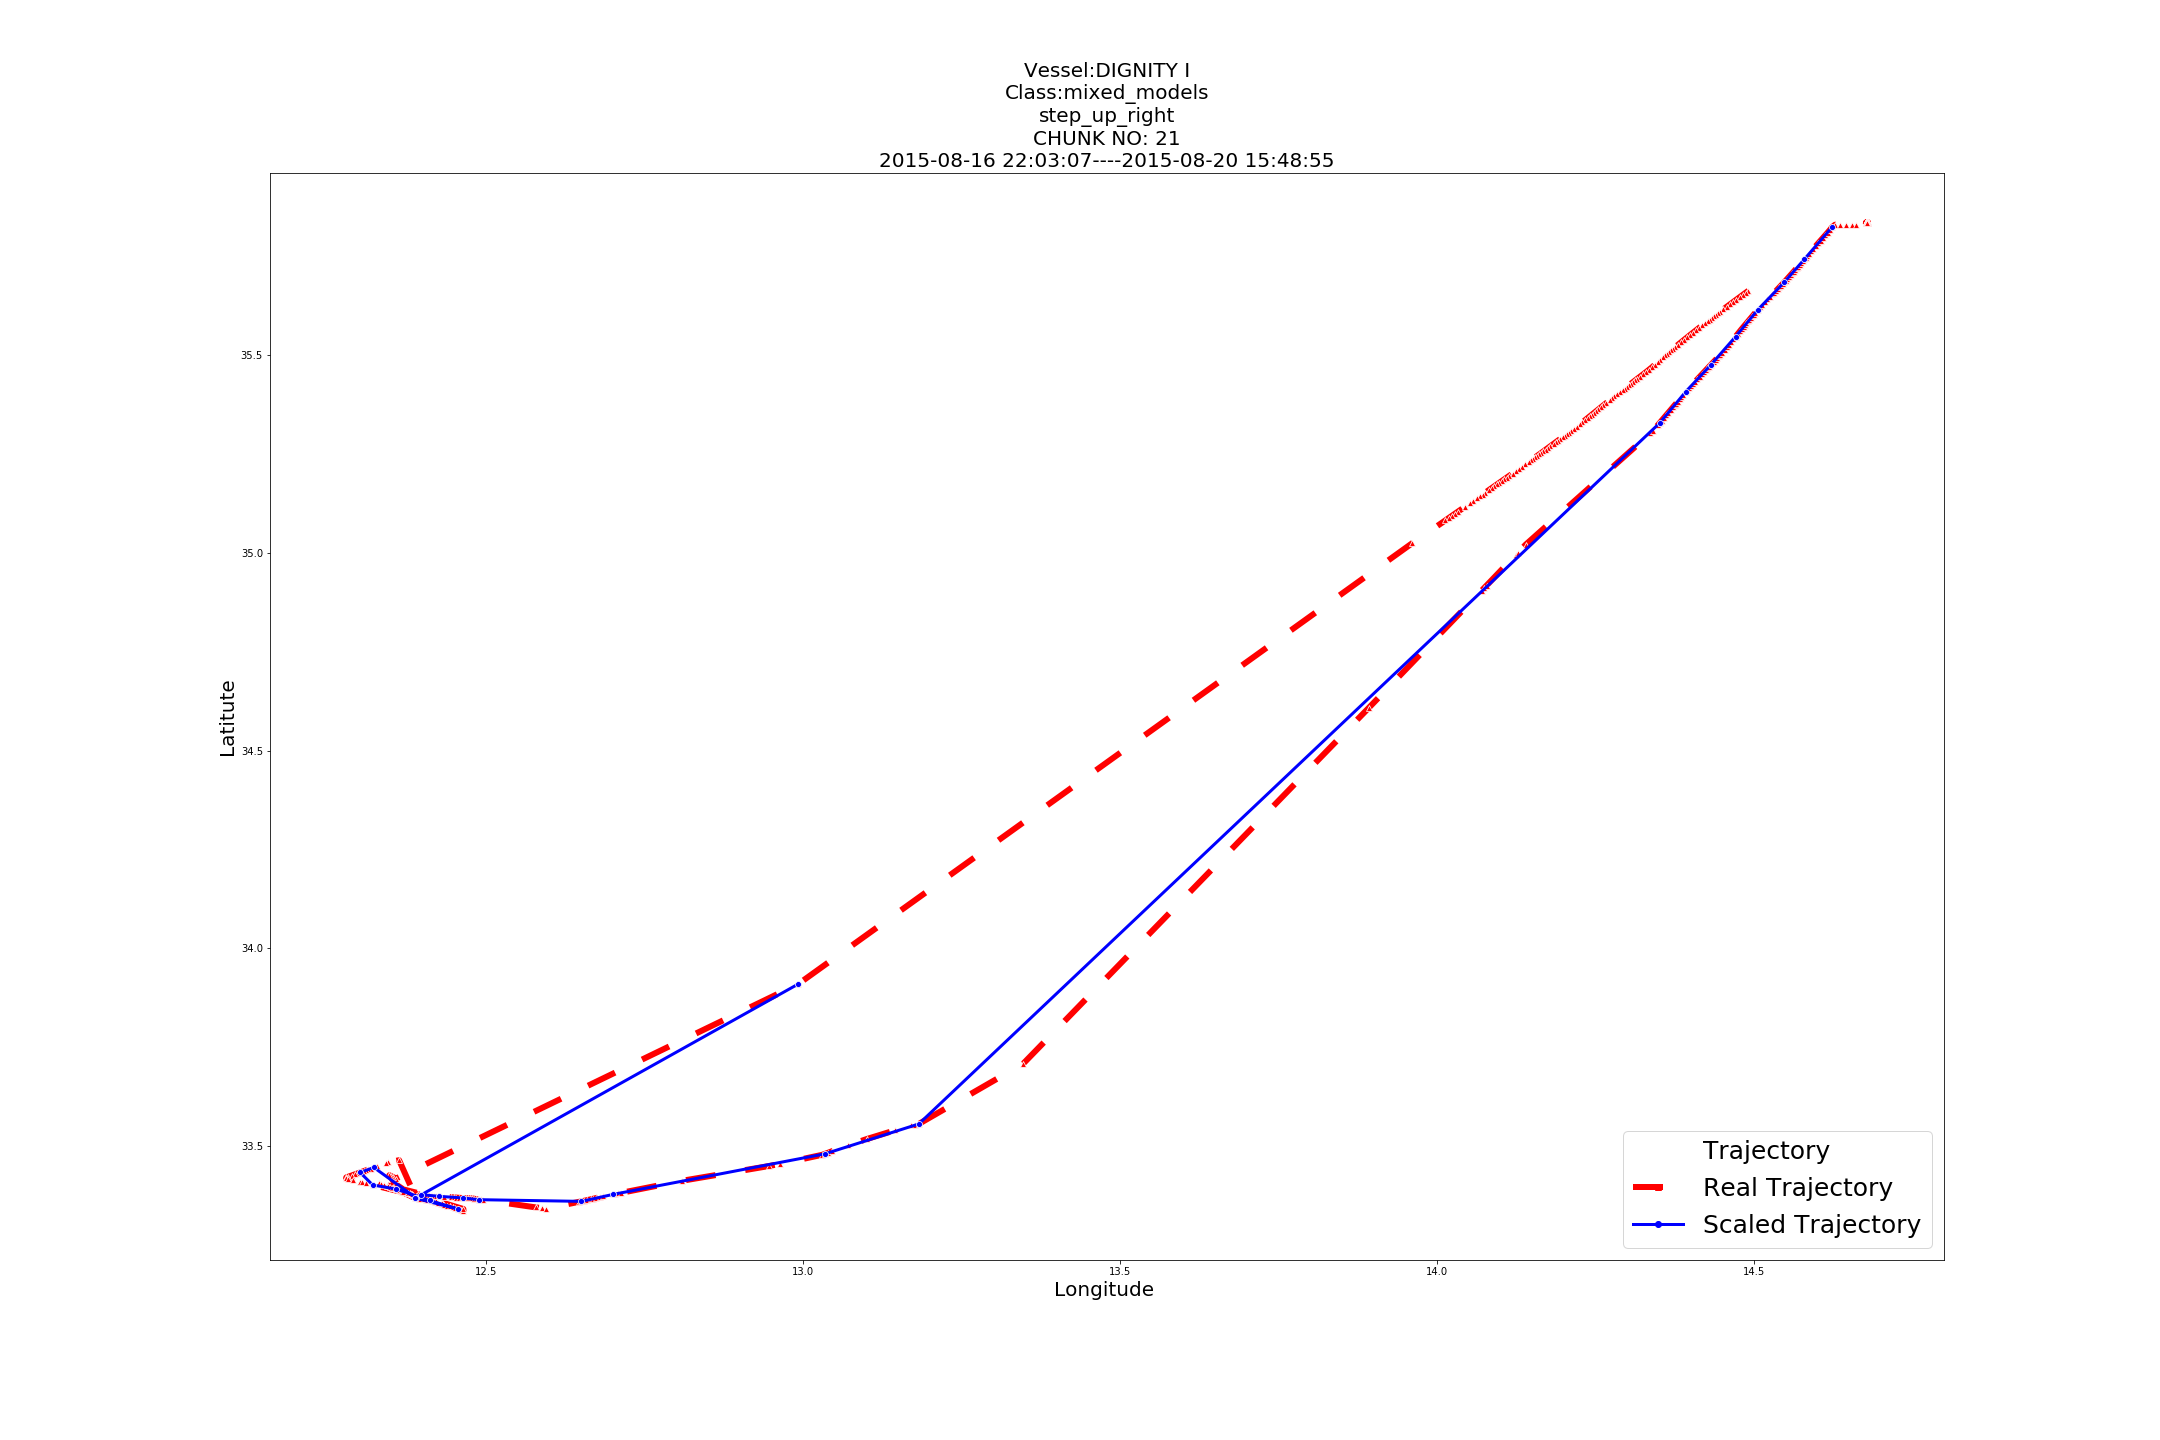 Vessel:DIGNITY I
Class:mixed_models
step_up_right
CHUNK NO: 21
2015-08-16 22:03:07----2015-08-20 15:48:55
Latitute
35.5
35.0
34.5
34.0
33.5
12.5
13.0
13.5
14.0
14.5
Longitude
Trajectory
Real Trajectory
Scaled Trajectory